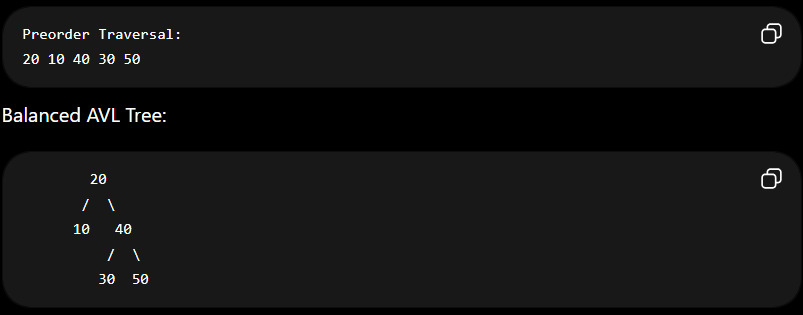 Preorder Traversal:
20 10 40 30 50
Balanced AVL Tree:
        20
       /  \
      10   40
          /  \
         30  50